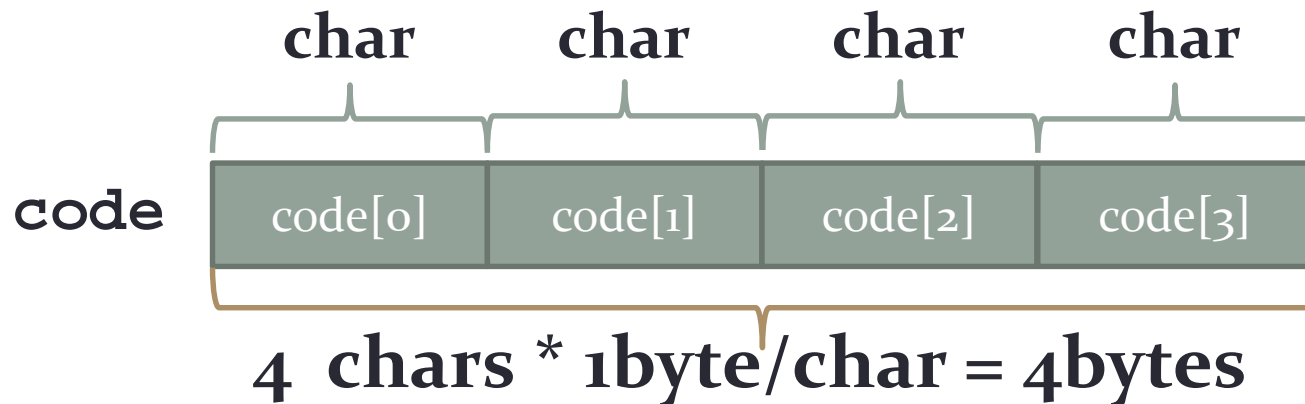 char char char char
code code[0] code[1] code[2] code[3]
4 chars * 1byte/char = 4bytes